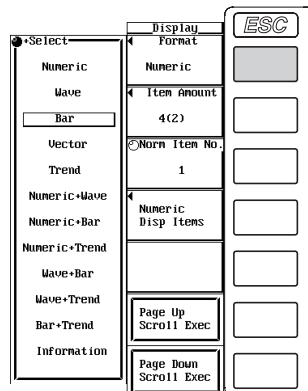 ESC
Display
Select
Numeric
Wave
Bar
Vector
Trend
Numeric+Wave
Numeric+Bar
Numeric+Trend
Wave+Bar
Wave+Trend
Bar+Trend
Information
Format
Numeric
Item Amount
4(2)
Norm Item No.
1
Numeric
Disp Items
Page Up
Scroll Exec
Page Down
Scroll Exec